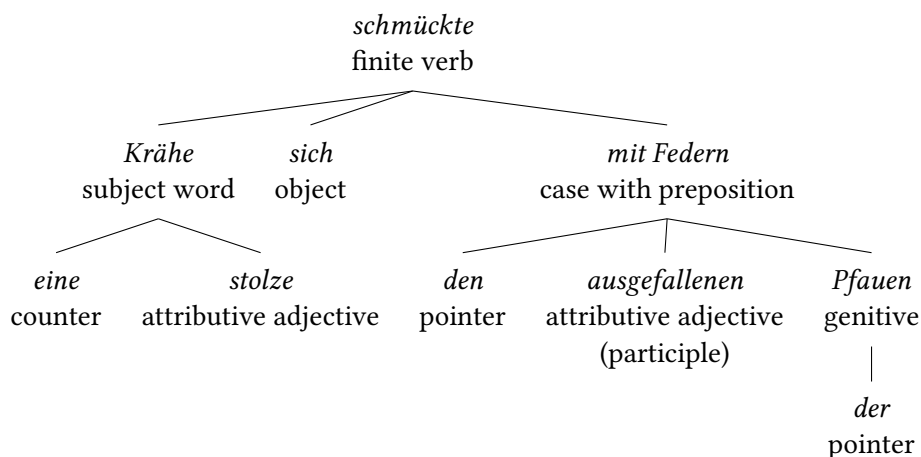 schmückte
finite verb
Krähe sich mit Federn
subject word object case with preposition
eine stolze den ausgefallenen Pfauen
counter attributive adjective pointer attributive adjective genitive
(participle)
der
pointer